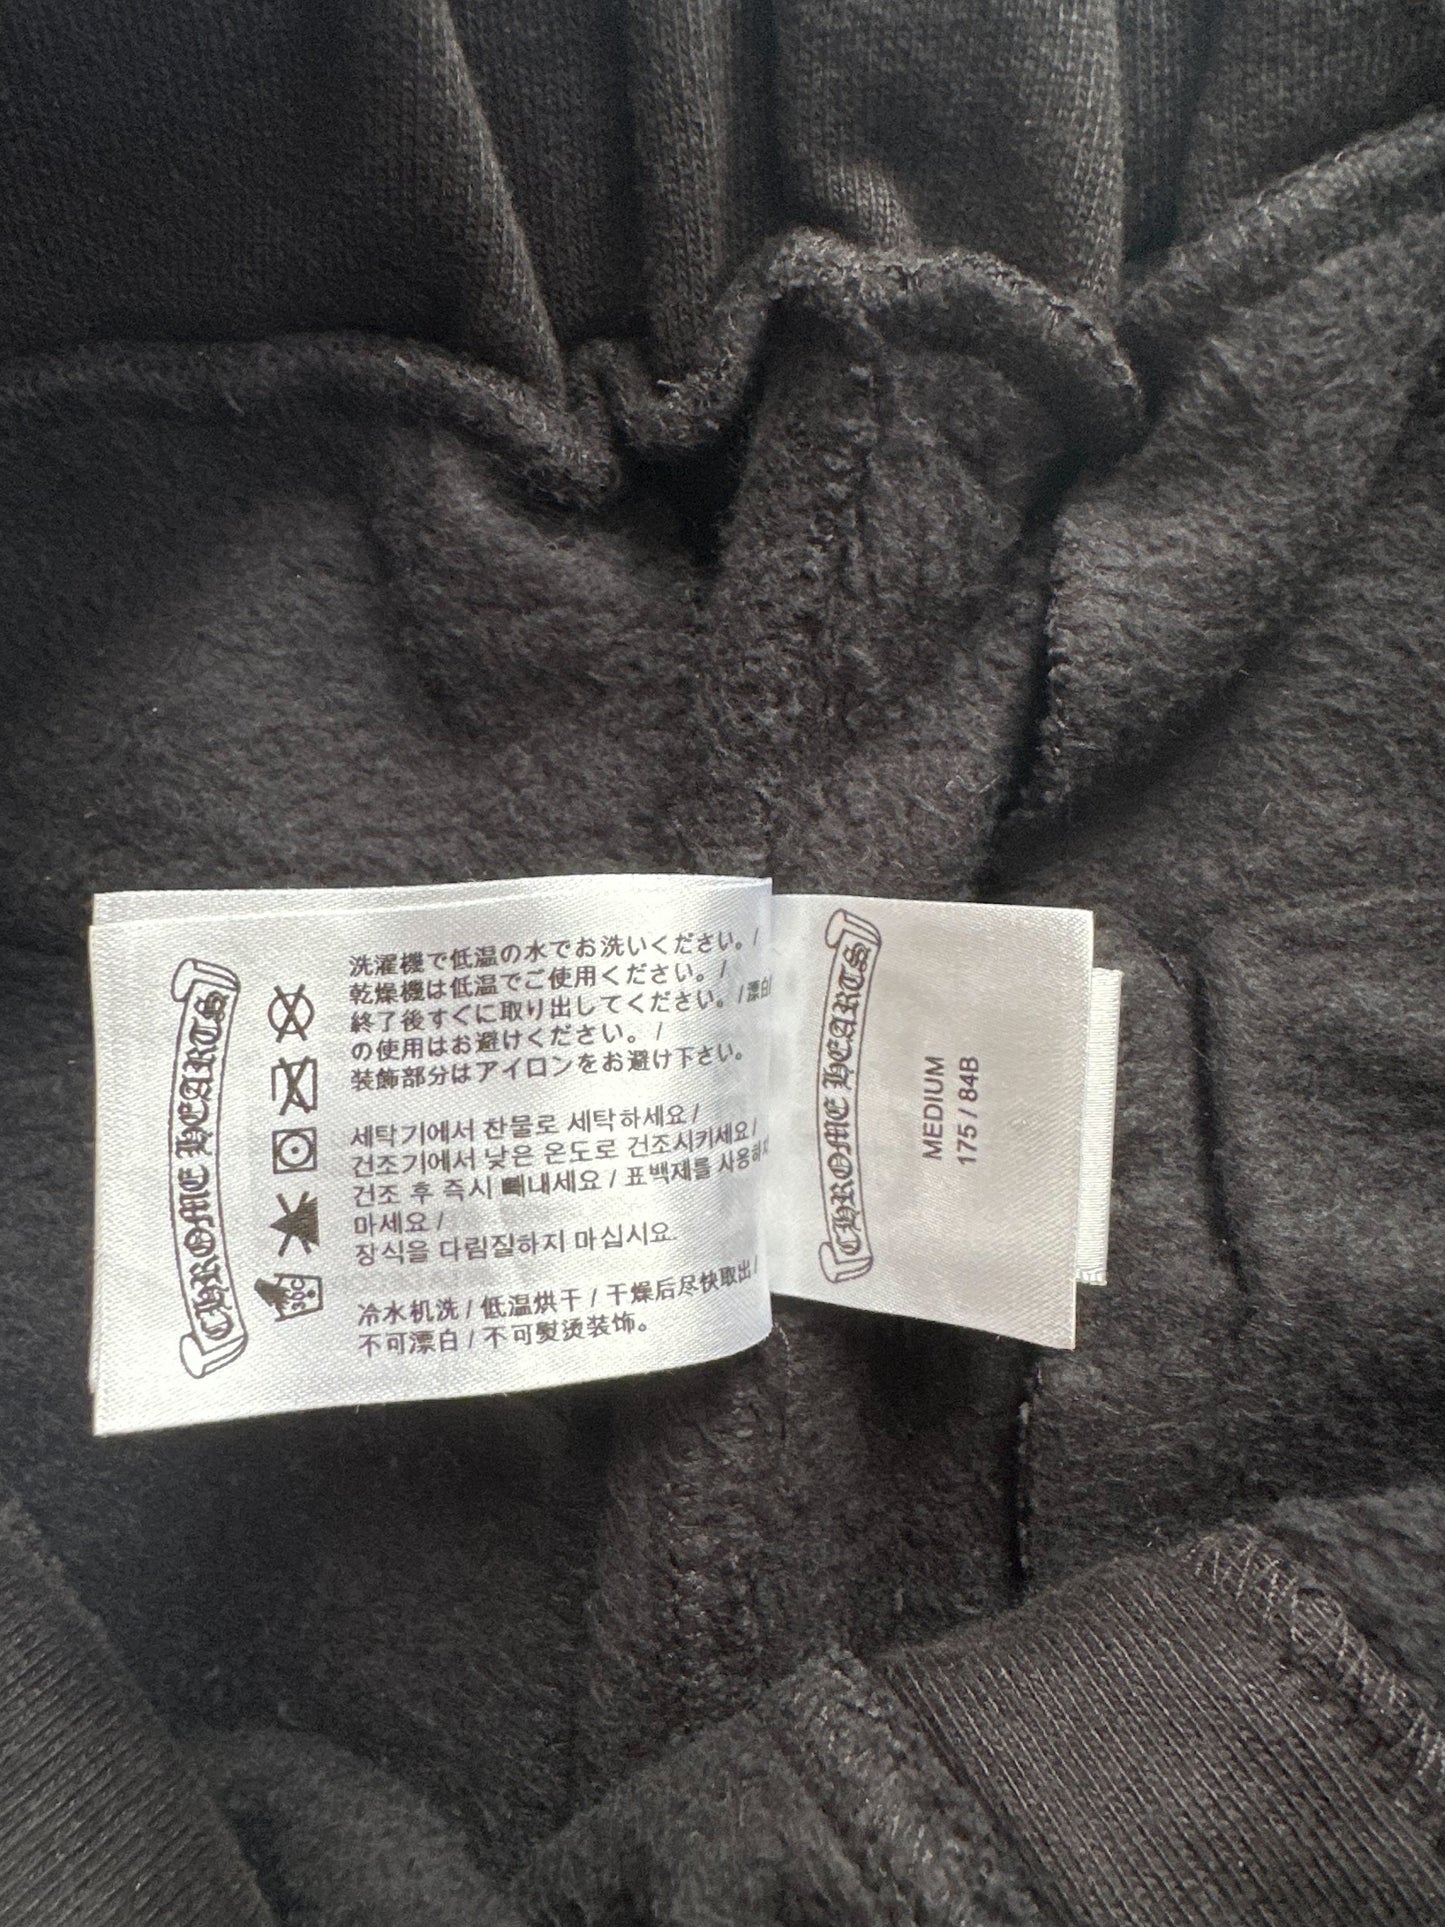 CHROME HEARTS
30C
洗濯機で低温の水でお洗いください。/
乾燥機は低温でご使用ください。/
終了後すぐに取り出してください。/漂白
の使用はお避けください。/
装飾部分はアイロンをお避け下さい。
세탁기에서 찬물로 세탁하세요/
건조기에서 낮은 온도로 건조시키세요/
건조 후 즉시 빼내세요 / 표백제를 사용하지
마세요 /
장식을 다림질하지 마십시요.
冷水机洗 / 低温烘干 / 干燥后尽快取出/
不可漂白 / 不可熨烫装饰。
CHROME HEARTS
MEDIUM
175 / 84B